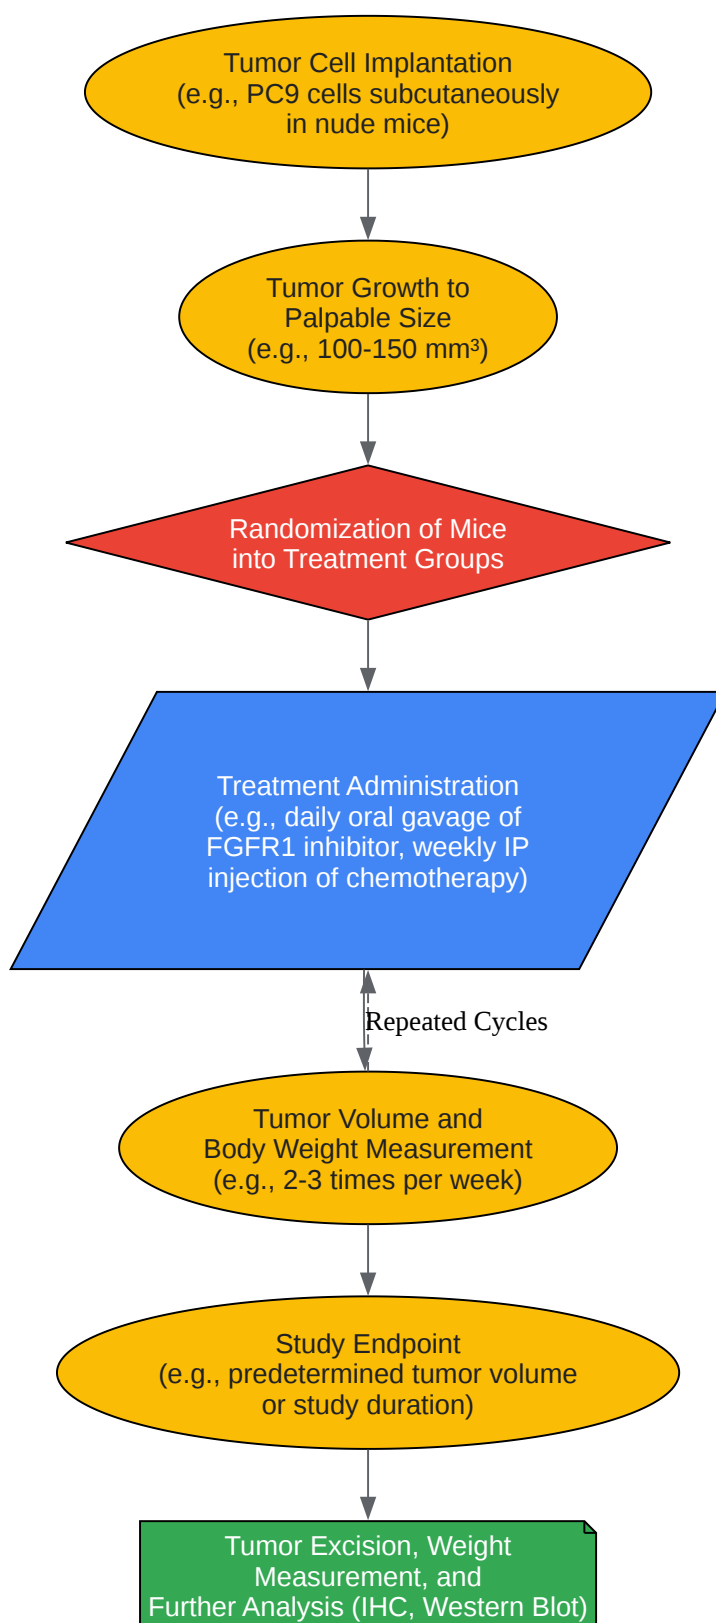 Tumor Cell Implantation
(e.g., PC9 cells subcutaneously
in nude mice)
Tumor Growth to
Palpable Size
(e.g., 100-150 mm³)
Randomization of Mice
into Treatment Groups
Treatment Administration
(e.g., daily oral gavage of
FGFR1 inhibitor, weekly IP
injection of chemotherapy)
Repeated Cycles
Tumor Volume and
Body Weight Measurement
(e.g., 2-3 times per week)
Study Endpoint
(e.g., predetermined tumor volume
or study duration)
Tumor Excision, Weight
Measurement, and
Further Analysis (IHC, Western Blot)